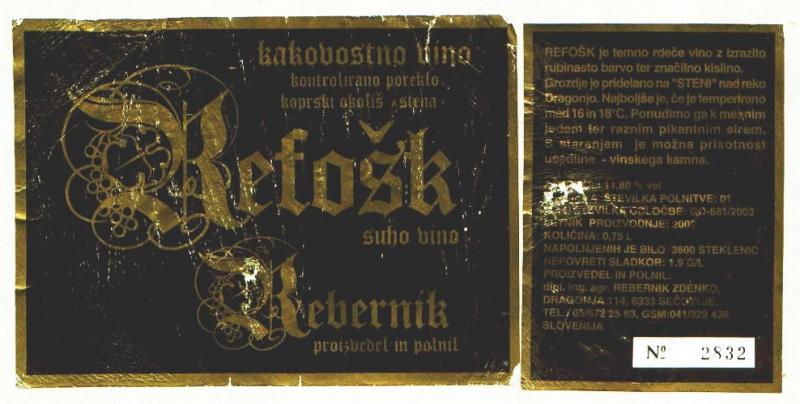 kakovostno vino
kontrolirano poreklo
koprski okoliš - stena
Refošk
suho vino
Rebernik
proizvedel in polnil
REFOŠK je temno rdeče vino z izrazito
rubinasto barvo ter značilno kislino.
Grozdje je pridelano na "STENI" nad reko
Dragonjo. Najboljše je, če je temperirano
med 16 in 18°C. Ponudimo ga k mesnim
jedem ter raznim pikantnim sirom.
S staranjem je možna prisotnost
usedline - vinskega kamna.
11,80 % vol
ŠTEVILKA POLNITVE: 01
ODLOČBE: GO-581/2003
LETNIK PROIZVODNJE:
KOLIČINA: 0,75 L
NAPOLNJENIH JE BILO 3600 STEKLENIC
NEPOVRETI SLADKOR: 1,9 G/L
PROIZVEDEL IN POLNIL:
dipl. ing. agr. REBERNIK ZDENKO,
DRAGONJA 114, 6333 SEČOVLJE,
TEL./ 05/672 25 63, GSM:041/329 436
SLOVENIJA
№ 2832